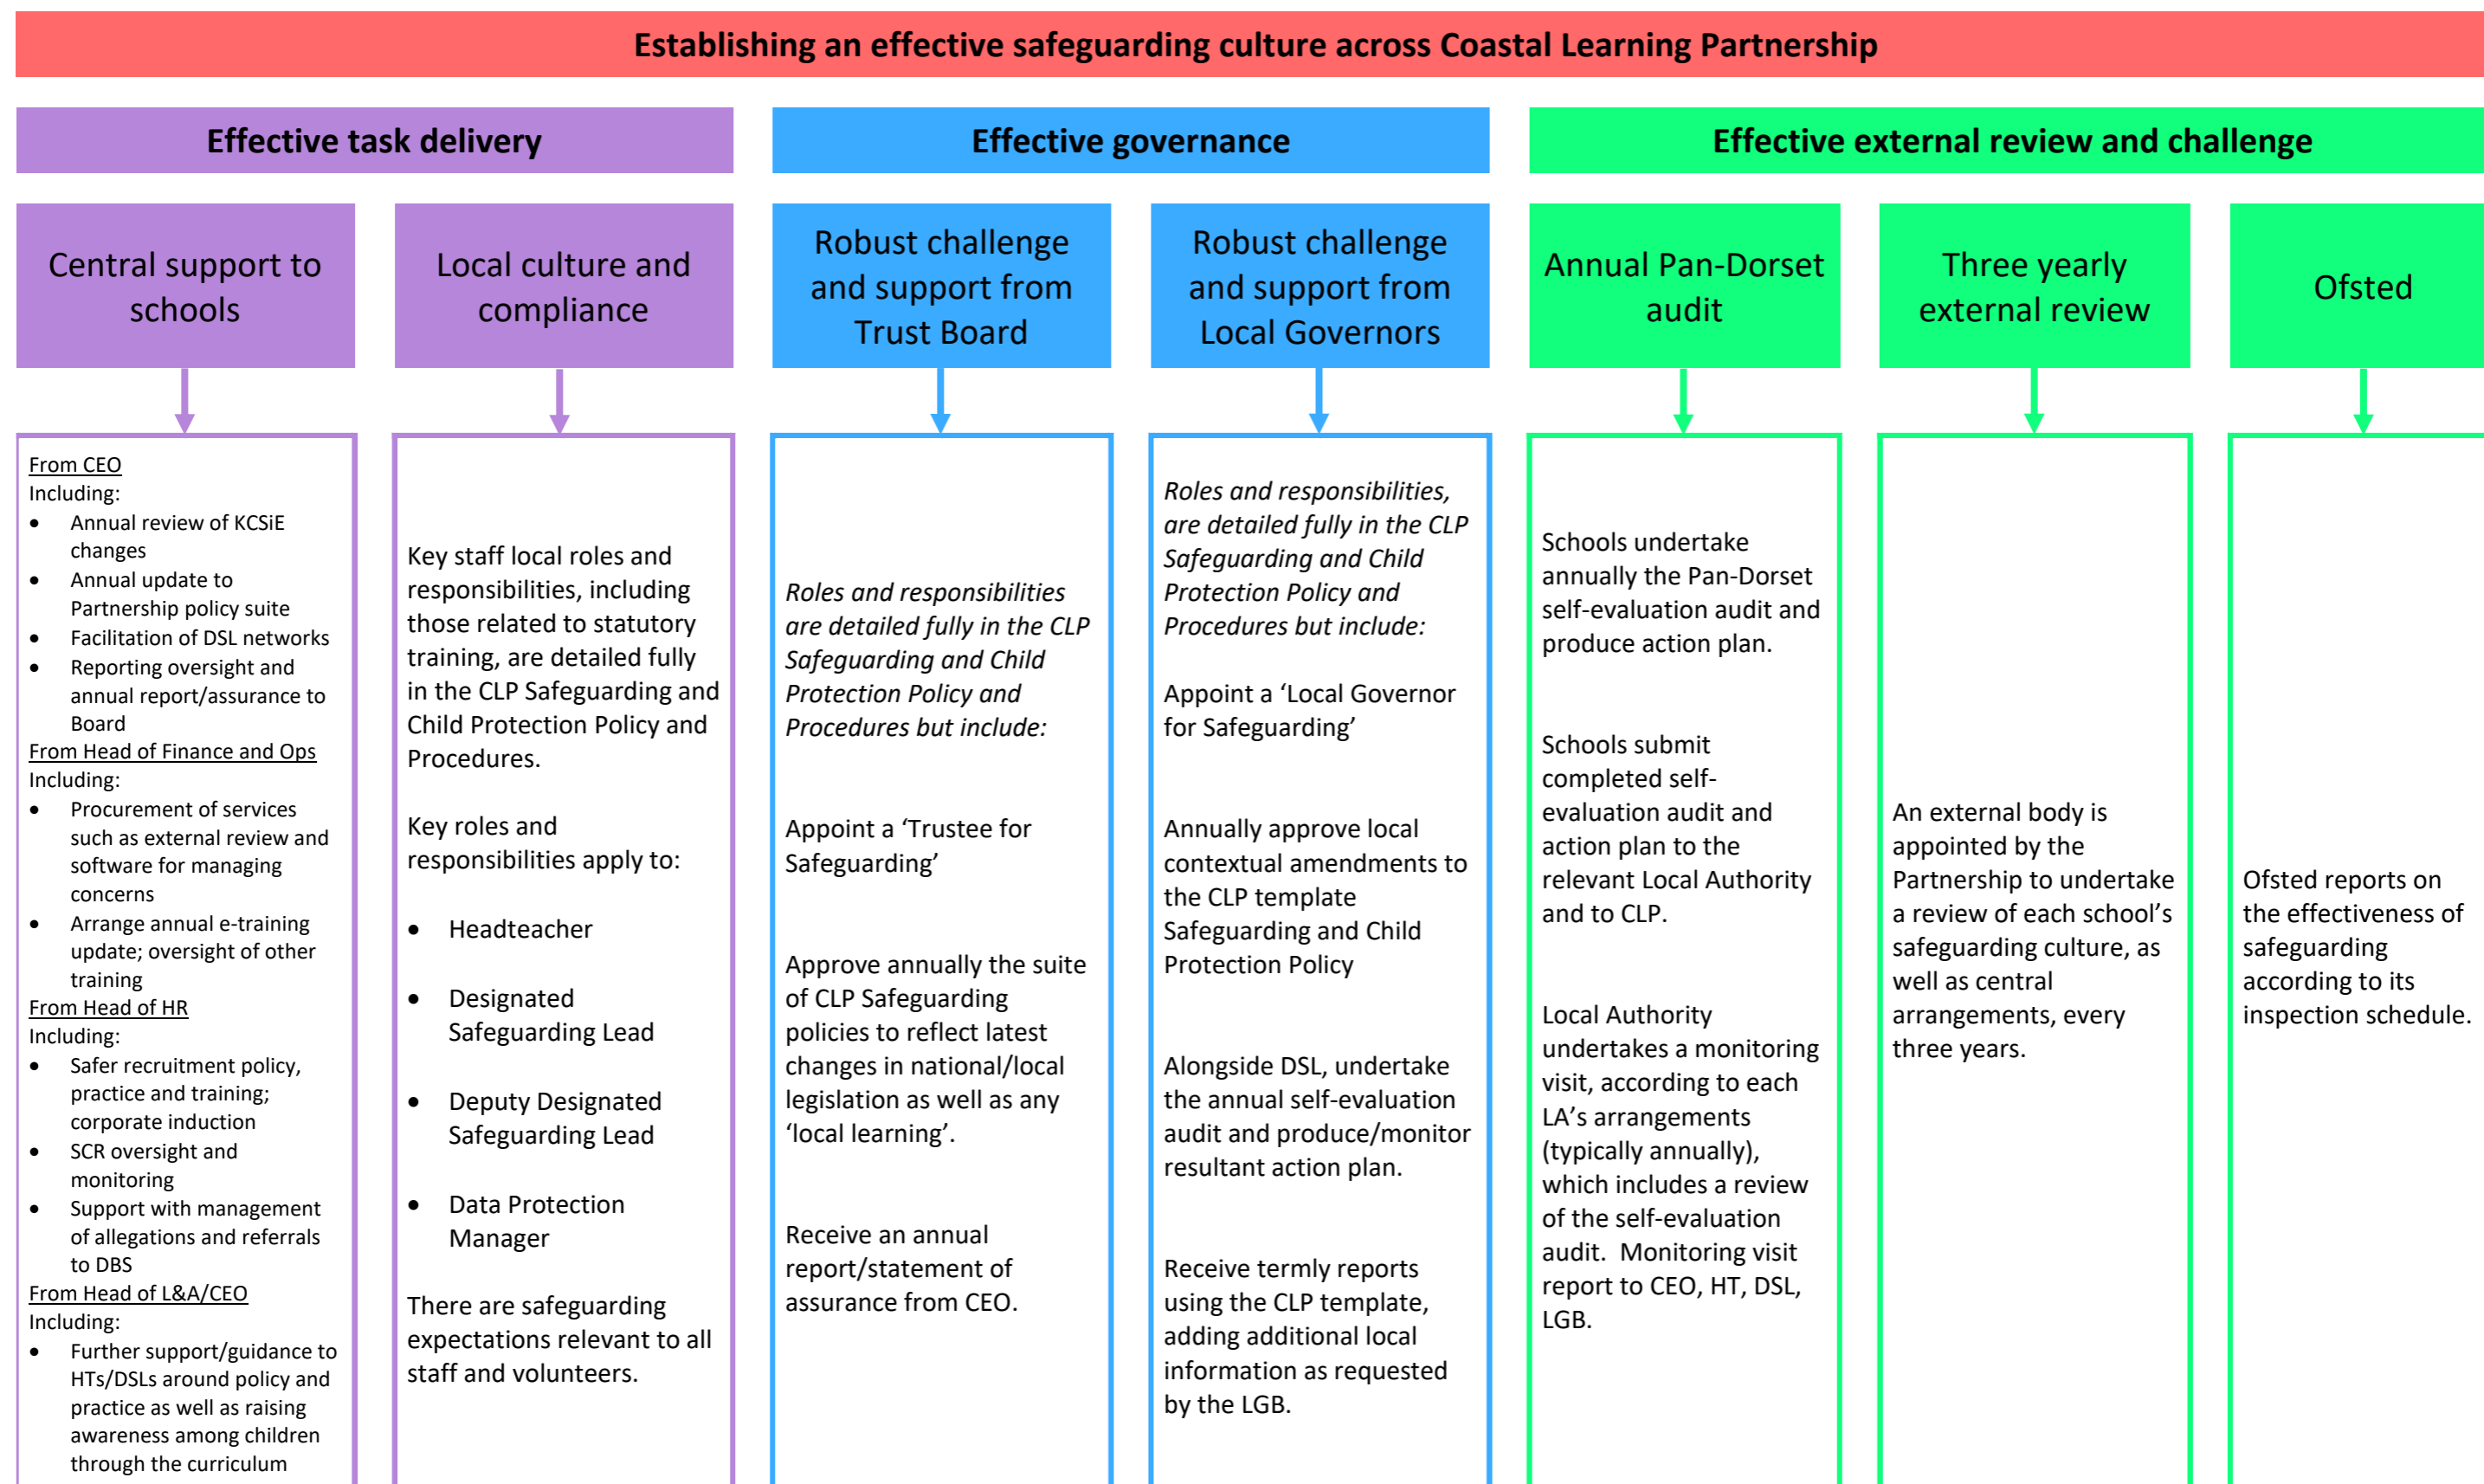 Establishing an effective safeguarding culture across Coastal Learning Partnership
Effective task delivery
Effective governance
Effective external review and challenge
Central support to
schools
Local culture and
compliance
Robust challenge
and support from
Trust Board
Robust challenge
and support from
Local Governors
Annual Pan-Dorset
audit
Three yearly
external review
Ofsted
From CEO
Including:
• Annual review of KCSiE
changes
• Annual update to
Partnership policy suite
• Facilitation of DSL networks
• Reporting oversight and
annual report/assurance to
Board
From Head of Finance and Ops
Including:
• Procurement of services
such as external review and
software for managing
concerns
• Arrange annual e-training
update; oversight of other
training
From Head of HR
Including:
• Safer recruitment policy,
practice and training;
corporate induction
• SCR oversight and
monitoring
• Support with management
of allegations and referrals
to DBS
From Head of L&A/CEO
Including:
• Further support/guidance to
HTs/DSLs around policy and
practice as well as raising
awareness among children
through the curriculum
Key staff local roles and
responsibilities, including
those related to statutory
training, are detailed fully
in the CLP Safeguarding and
Child Protection Policy and
Procedures.
Key roles and
responsibilities apply to:
• Headteacher
• Designated
Safeguarding Lead
• Deputy Designated
Safeguarding Lead
• Data Protection
Manager
There are safeguarding
expectations relevant to all
staff and volunteers.
Roles and responsibilities
are detailed fully in the CLP
Safeguarding and Child
Protection Policy and
Procedures but include:
Appoint a ‘Trustee for
Safeguarding’
Approve annually the suite
of CLP Safeguarding
policies to reflect latest
changes in national/local
legislation as well as any
‘local learning’.
Receive an annual
report/statement of
assurance from CEO.
Roles and responsibilities,
are detailed fully in the CLP
Safeguarding and Child
Protection Policy and
Procedures but include:
Appoint a ‘Local Governor
for Safeguarding’
Annually approve local
contextual amendments to
the CLP template
Safeguarding and Child
Protection Policy
Alongside DSL, undertake
the annual self-evaluation
audit and produce/monitor
resultant action plan.
Receive termly reports
using the CLP template,
adding additional local
information as requested
by the LGB.
Schools undertake
annually the Pan-Dorset
self-evaluation audit and
produce action plan.
Schools submit
completed self-
evaluation audit and
action plan to the
relevant Local Authority
and to CLP.
Local Authority
undertakes a monitoring
visit, according to each
LA’s arrangements
(typically annually),
which includes a review
of the self-evaluation
audit.  Monitoring visit
report to CEO, HT, DSL,
LGB.
An external body is
appointed by the
Partnership to undertake
a review of each school’s
safeguarding culture, as
well as central
arrangements, every
three years.
Ofsted reports on
the effectiveness of
safeguarding
according to its
inspection schedule.